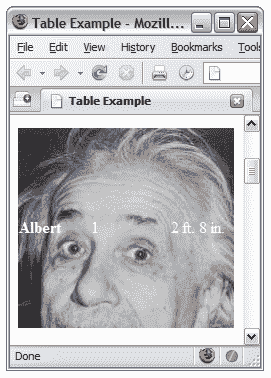 Table Example - Mozill...
File Edit View History Bookmarks Tools
Table Example
Albert 1 2 ft. 8 in
Done